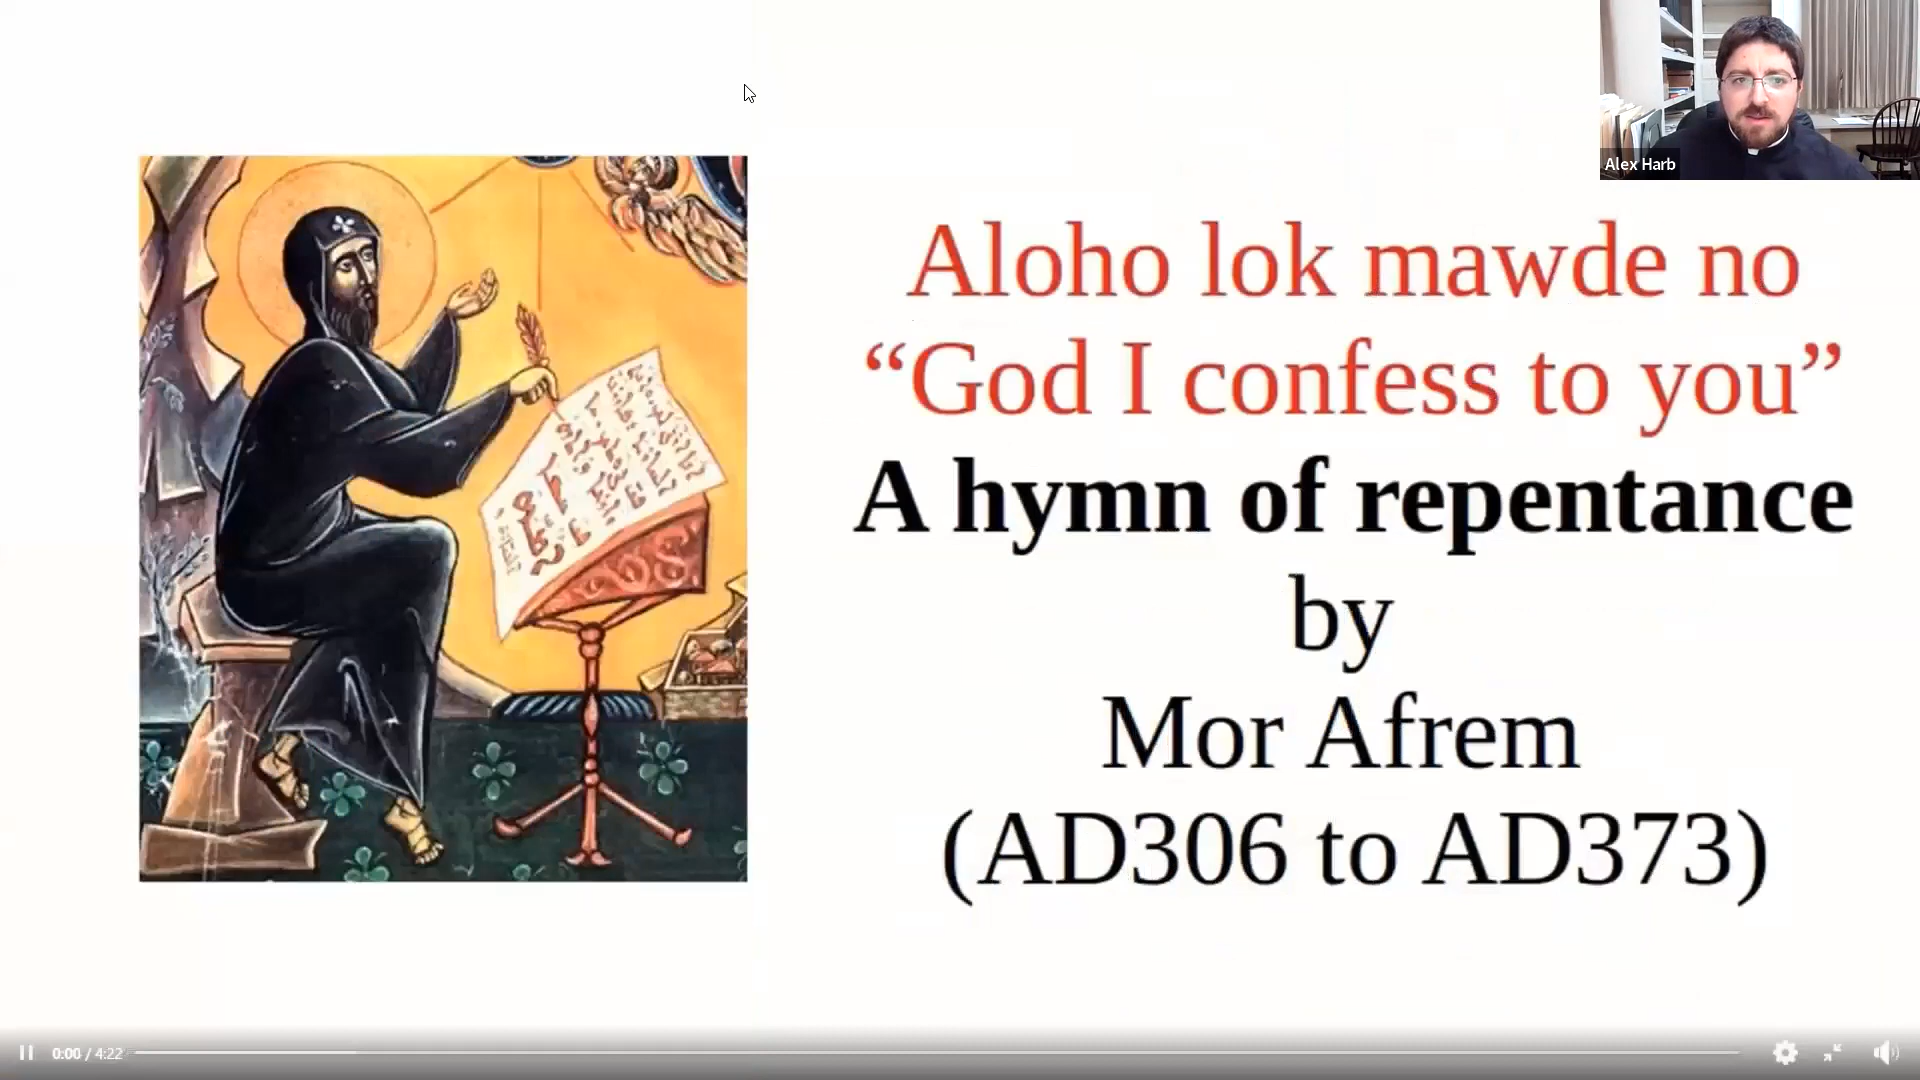 Alex Harb
Aloho lok mawde no
“God I confess to you”
A hymn of repentance
by
Mor Afrem
(AD306 to AD373)
0:00 / 4:22